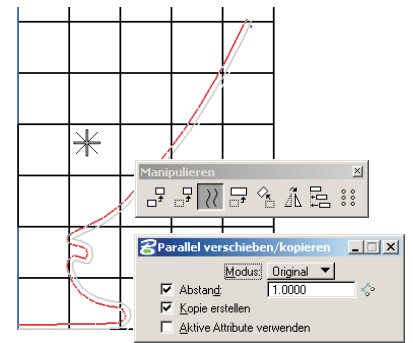 Manipulieren
Parallel verschieben/kopieren
Modus: Original
Abstand: 1.0000
Kopie erstellen
Aktive Attribute verwenden